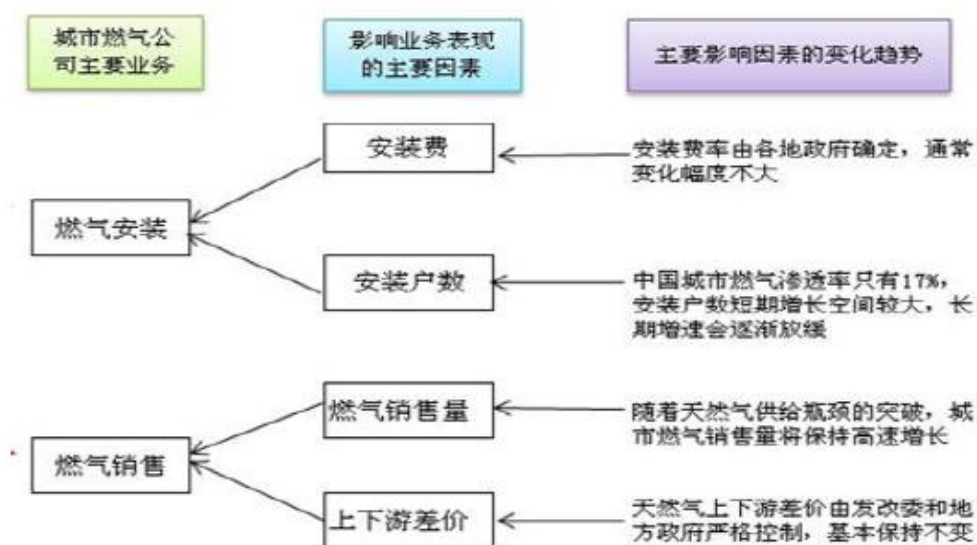 城市燃气公
司主要业务
影响业务表现
的主要因素
主要影响因素的变化趋势
安装费
安装费率由各地政府确定，通常
变化幅度不大
燃气安装
安装户数
中国城市燃气渗透率只有17%，
安装户数短期增长空间较大，长
期增速会逐渐放缓
燃气销售量
随着天然气供给瓶颈的突破，城
市燃气销售量将保持高速增长
燃气销售
上下游差价
天然气上下游差价由发改委和地
方政府严格控制，基本保持不变